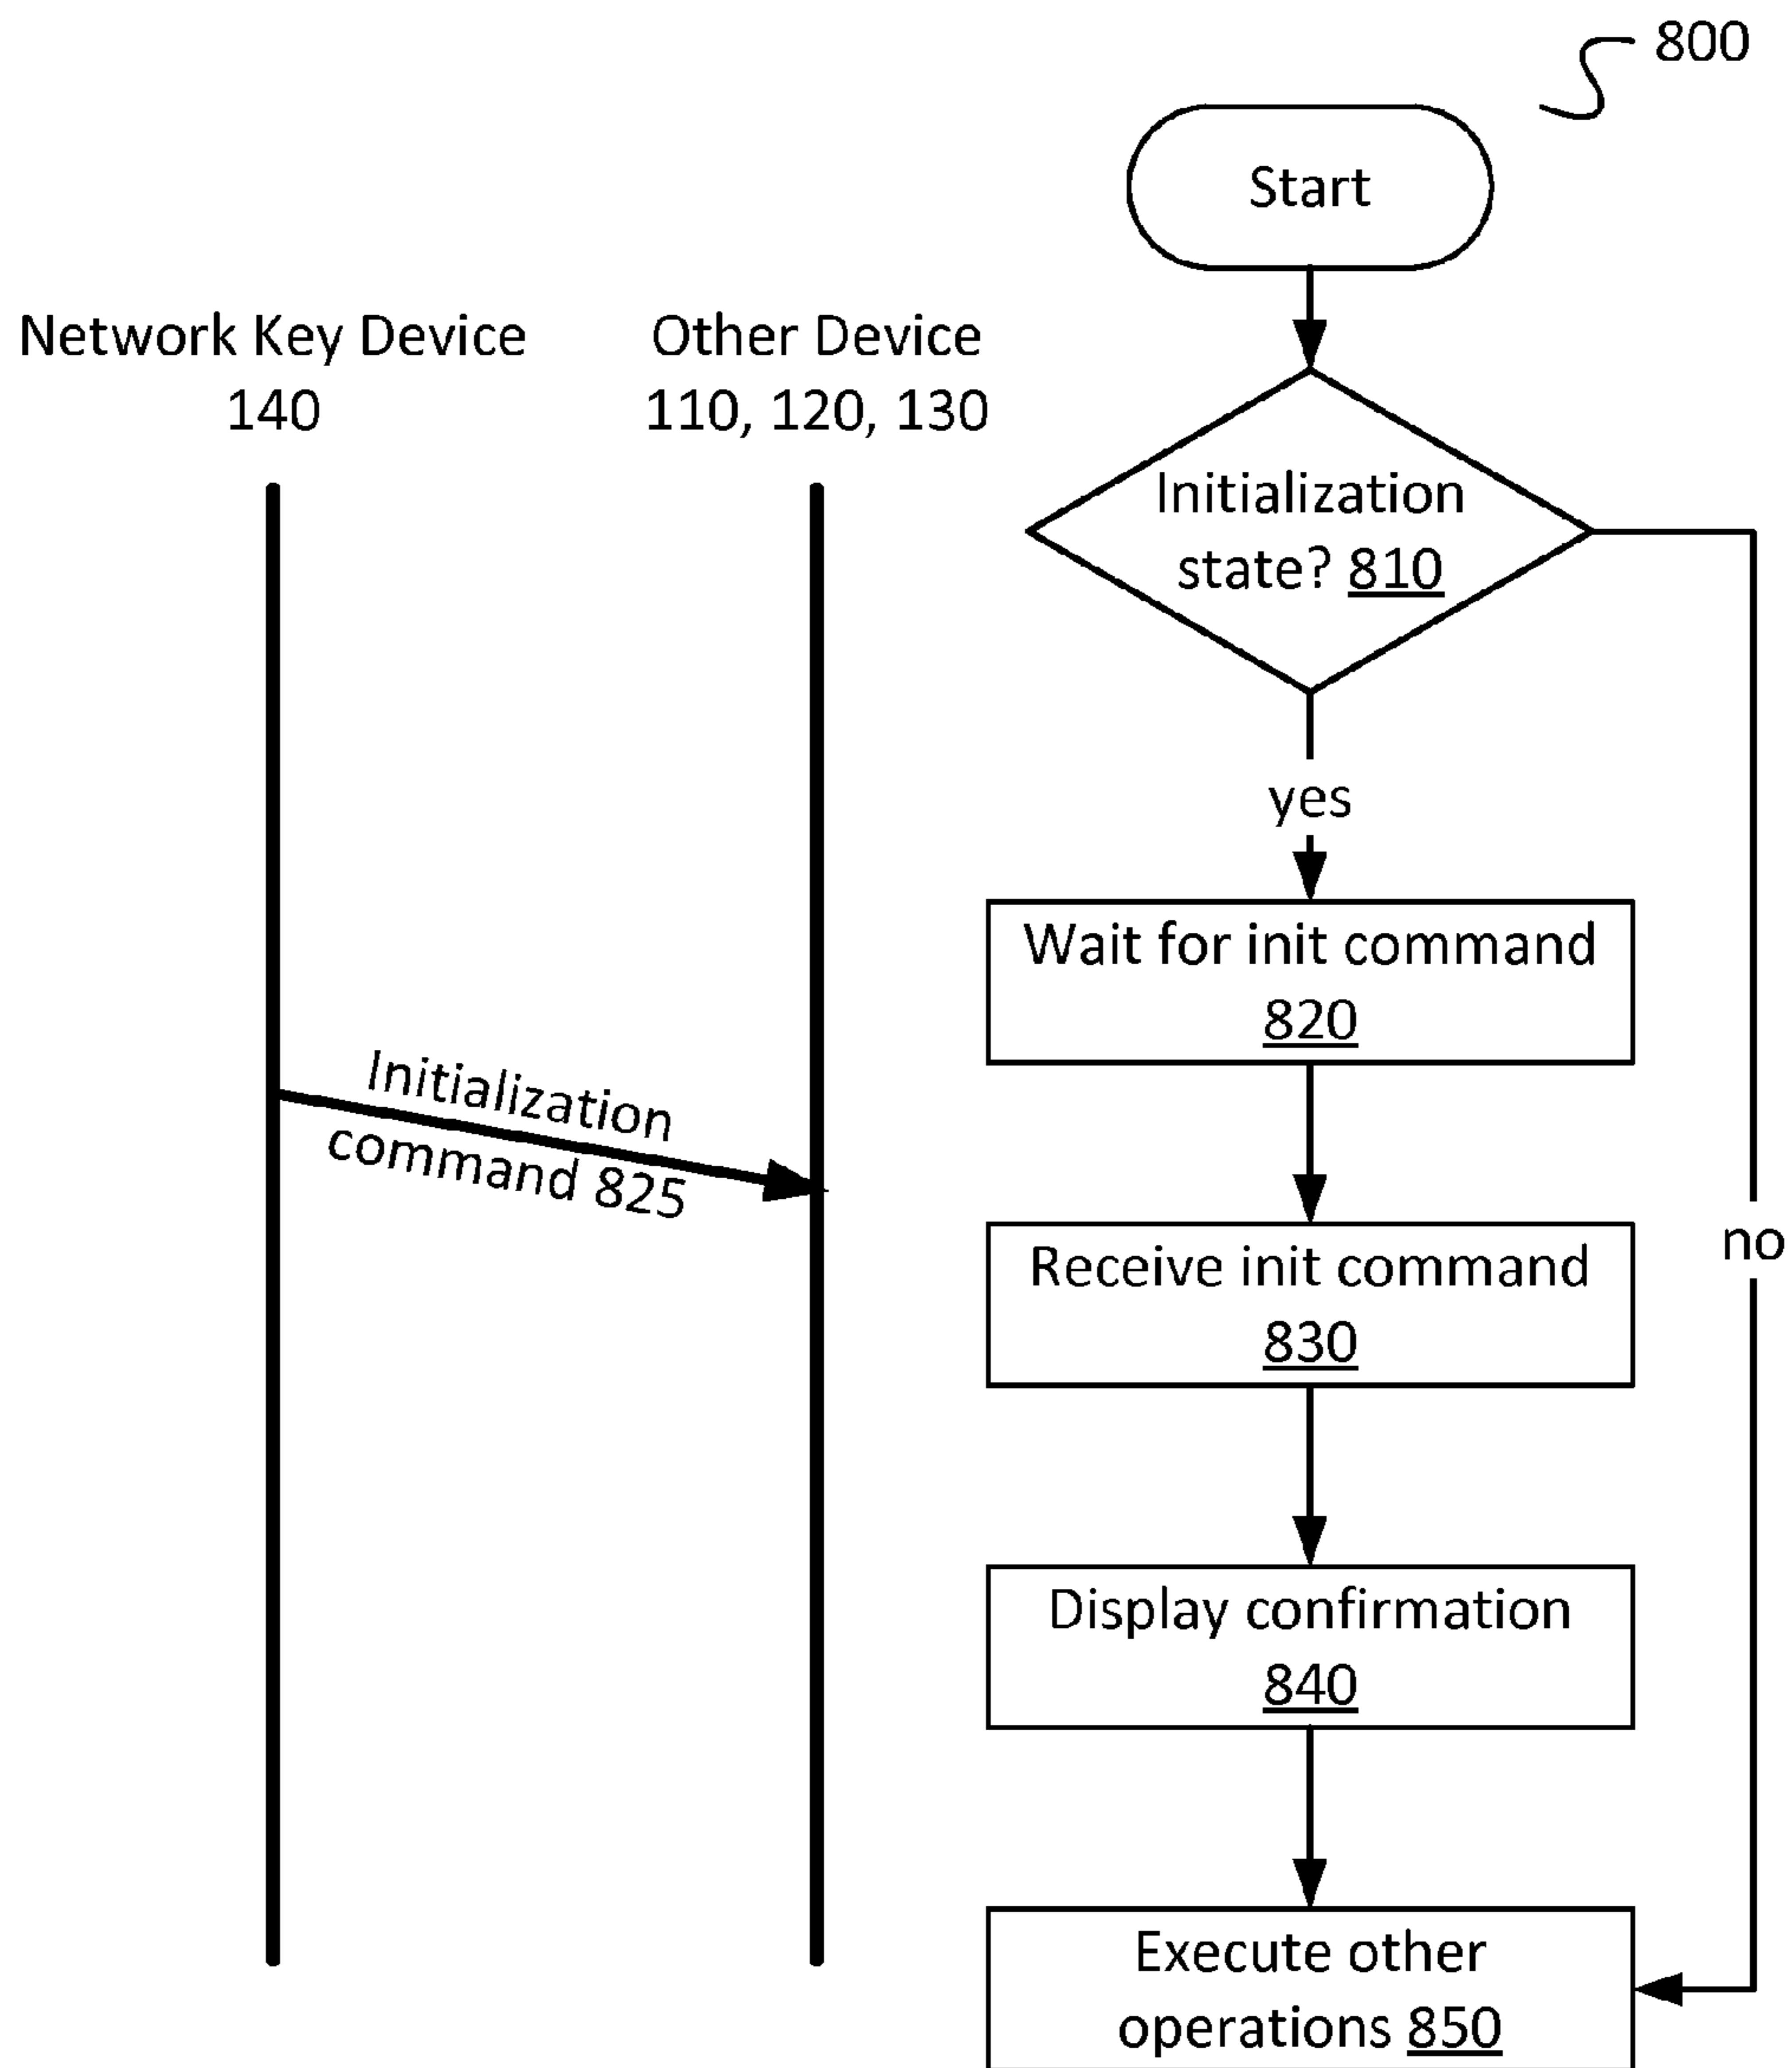 800
Start
Network Key Device
140
Other Device
110, 120, 130
Initialization
state? 810
yes
Wait for init command
820
Initialization
command 825
Receive init command
830
no
Display confirmation
840
Execute other
operations 850